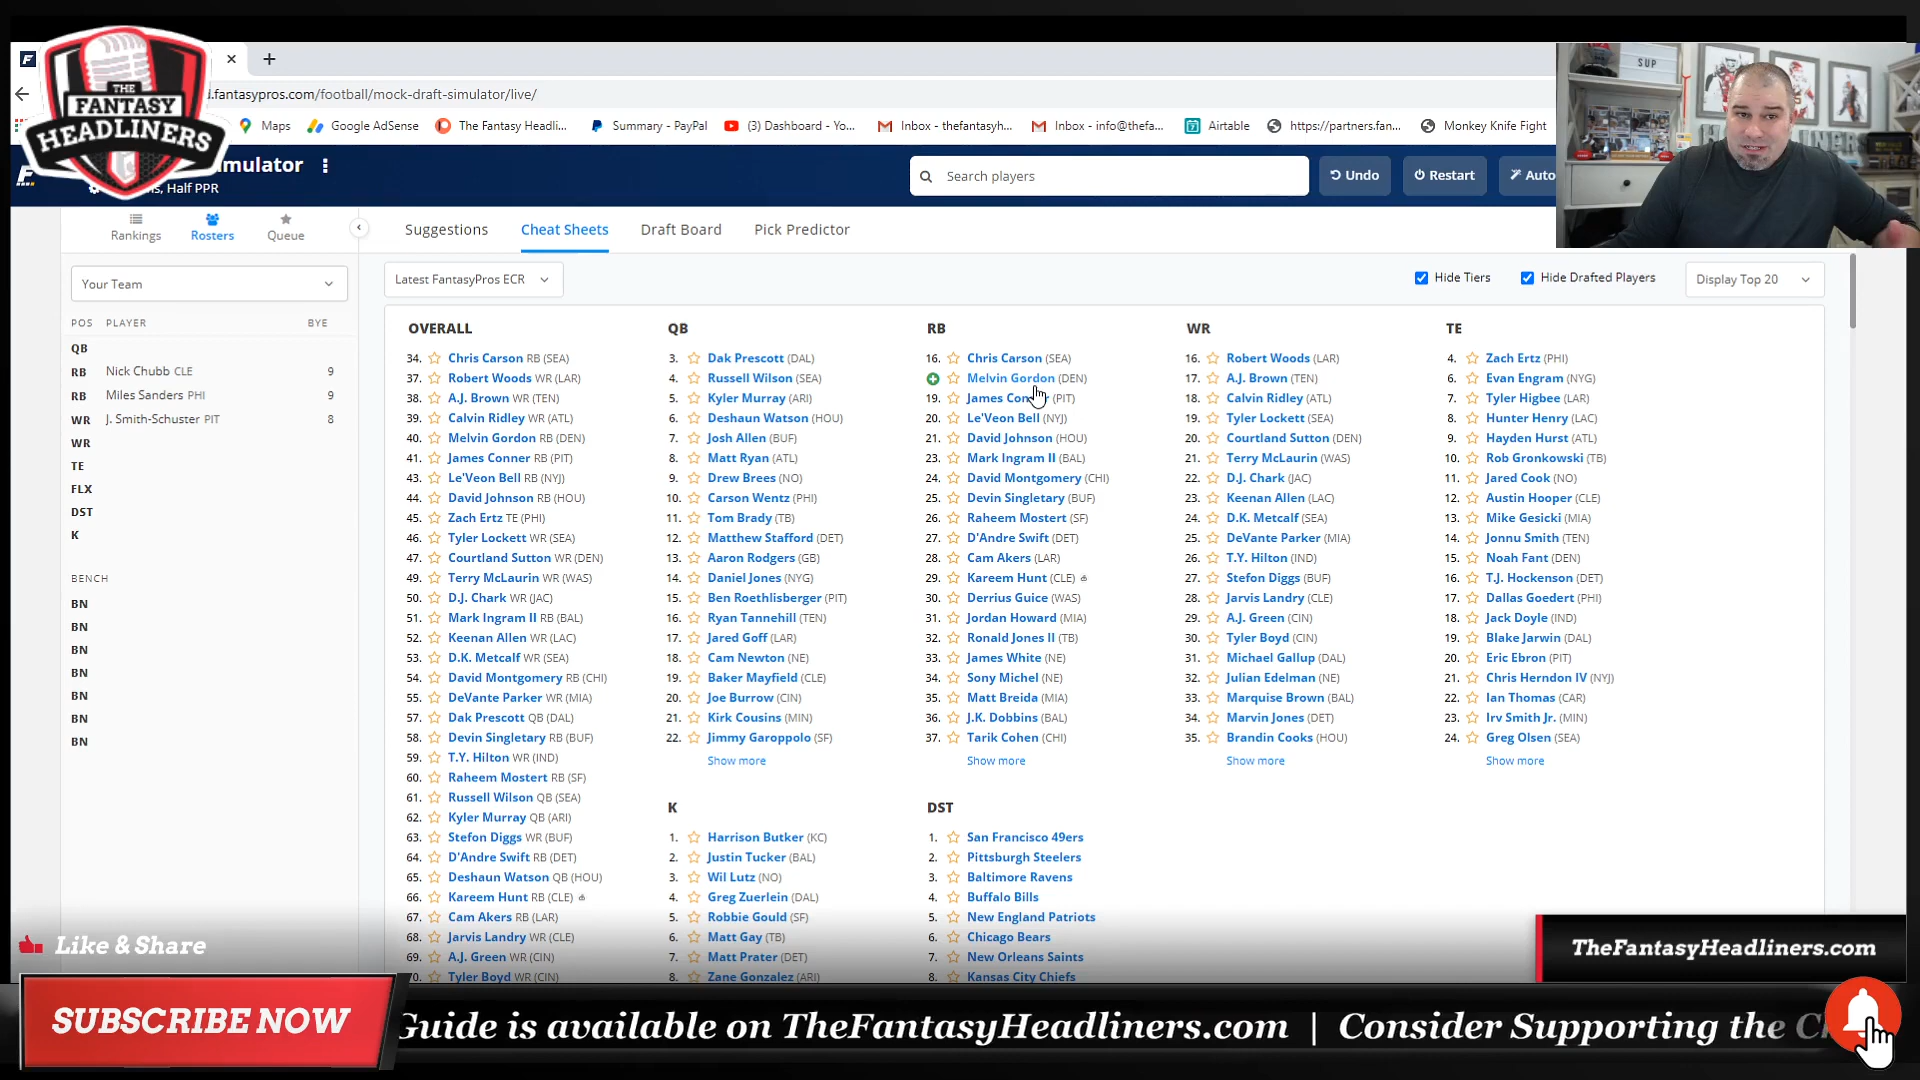 THE
FANTASY
HEADLINERS
SUP
.fantasypros.com/football/mock-draft-simulator/live/
Maps
Google AdSense
The Fantasy Headli...
Summary - PayPal
(3) Dashboard - Yo...
Inbox - thefantasyh...
Inbox - info@thefa...
Airtable
https://partners.fan...
Monkey Knife Fight
mulator
s, Half PPR
Search players
Undo
Restart
Auto
Rankings
Rosters
Queue
Suggestions
Cheat Sheets
Draft Board
Pick Predictor
Your Team
Latest FantasyPros ECR
Hide Tiers
Hide Drafted Players
Display Top 20
POS PLAYER BYE
QB
RB Nick Chubb CLE 9
RB Miles Sanders PHI 9
WR J. Smith-Schuster PIT 8
WR
TE
FLX
DST
K
BENCH
BN
BN
BN
BN
BN
BN
BN
OVERALL
34. Chris Carson RB (SEA)
37. Robert Woods WR (LAR)
38. A.J. Brown WR (TEN)
39. Calvin Ridley WR (ATL)
40. Melvin Gordon RB (DEN)
41. James Conner RB (PIT)
43. Le'Veon Bell RB (NYJ)
44. David Johnson RB (HOU)
45. Zach Ertz TE (PHI)
46. Tyler Lockett WR (SEA)
47. Courtland Sutton WR (DEN)
49. Terry McLaurin WR (WAS)
50. D.J. Chark WR (JAC)
51. Mark Ingram II RB (BAL)
52. Keenan Allen WR (LAC)
53. D.K. Metcalf WR (SEA)
54. David Montgomery RB (CHI)
55. DeVante Parker WR (MIA)
57. Dak Prescott QB (DAL)
58. Devin Singletary RB (BUF)
59. T.Y. Hilton WR (IND)
60. Raheem Mostert RB (SF)
61. Russell Wilson QB (SEA)
62. Kyler Murray QB (ARI)
63. Stefon Diggs WR (BUF)
64. D'Andre Swift RB (DET)
65. Deshaun Watson QB (HOU)
66. Kareem Hunt RB (CLE)
67. Cam Akers RB (LAR)
68. Jarvis Landry WR (CLE)
69. A.J. Green WR (CIN)
70. Tyler Boyd WR (CIN)
QB
3. Dak Prescott (DAL)
4. Russell Wilson (SEA)
5. Kyler Murray (ARI)
6. Deshaun Watson (HOU)
7. Josh Allen (BUF)
8. Matt Ryan (ATL)
9. Drew Brees (NO)
10. Carson Wentz (PHI)
11. Tom Brady (TB)
12. Matthew Stafford (DET)
13. Aaron Rodgers (GB)
14. Daniel Jones (NYG)
15. Ben Roethlisberger (PIT)
16. Ryan Tannehill (TEN)
17. Jared Goff (LAR)
18. Cam Newton (NE)
19. Baker Mayfield (CLE)
20. Joe Burrow (CIN)
21. Kirk Cousins (MIN)
22. Jimmy Garoppolo (SF)
Show more
RB
16. Chris Carson (SEA)
Melvin Gordon (DEN)
19. James Con (PIT)
20. Le'Veon Bell (NYJ)
21. David Johnson (HOU)
23. Mark Ingram II (BAL)
24. David Montgomery (CHI)
25. Devin Singletary (BUF)
26. Raheem Mostert (SF)
27. D'Andre Swift (DET)
28. Cam Akers (LAR)
29. Kareem Hunt (CLE)
30. Derrius Guice (WAS)
31. Jordan Howard (MIA)
32. Ronald Jones II (TB)
33. James White (NE)
34. Sony Michel (NE)
35. Matt Breida (MIA)
36. J.K. Dobbins (BAL)
37. Tarik Cohen (CHI)
Show more
WR
16. Robert Woods (LAR)
17. A.J. Brown (TEN)
18. Calvin Ridley (ATL)
19. Tyler Lockett (SEA)
20. Courtland Sutton (DEN)
21. Terry McLaurin (WAS)
22. D.J. Chark (JAC)
23. Keenan Allen (LAC)
24. D.K. Metcalf (SEA)
25. DeVante Parker (MIA)
26. T.Y. Hilton (IND)
27. Stefon Diggs (BUF)
28. Jarvis Landry (CLE)
29. A.J. Green (CIN)
30. Tyler Boyd (CIN)
31. Michael Gallup (DAL)
32. Julian Edelman (NE)
33. Marquise Brown (BAL)
34. Marvin Jones (DET)
35. Brandin Cooks (HOU)
Show more
TE
4. Zach Ertz (PHI)
6. Evan Engram (NYG)
7. Tyler Higbee (LAR)
8. Hunter Henry (LAC)
9. Hayden Hurst (ATL)
10. Rob Gronkowski (TB)
11. Jared Cook (NO)
12. Austin Hooper (CLE)
13. Mike Gesicki (MIA)
14. Jonnu Smith (TEN)
15. Noah Fant (DEN)
16. T.J. Hockenson (DET)
17. Dallas Goedert (PHI)
18. Jack Doyle (IND)
19. Blake Jarwin (DAL)
20. Eric Ebron (PIT)
21. Chris Herndon IV (NYJ)
22. Ian Thomas (CAR)
23. Irv Smith Jr. (MIN)
24. Greg Olsen (SEA)
Show more
K
1. Harrison Butker (KC)
2. Justin Tucker (BAL)
3. Wil Lutz (NO)
4. Greg Zuerlein (DAL)
5. Robbie Gould (SF)
6. Matt Gay (TB)
7. Matt Prater (DET)
8. Zane Gonzalez (ARI)
DST
1. San Francisco 49ers
2. Pittsburgh Steelers
3. Baltimore Ravens
4. Buffalo Bills
5. New England Patriots
6. Chicago Bears
7. New Orleans Saints
8. Kansas City Chiefs
Like & Share
TheFantasyHeadliners.com
SUBSCRIBE NOW
Guide is available on TheFantasyHeadliners.com | Consider Supporting the C